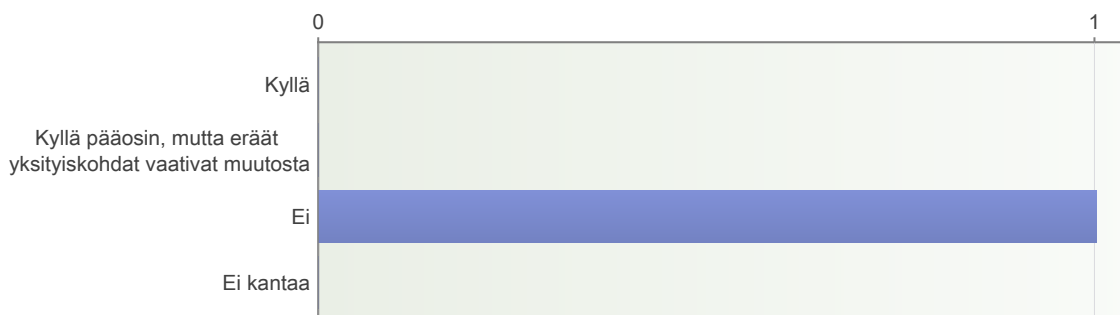 0 1
Kyllä
Kyllä pääosin, mutta eräät
yksityiskohdat vaativat muutosta
Ei
Ei kantaa